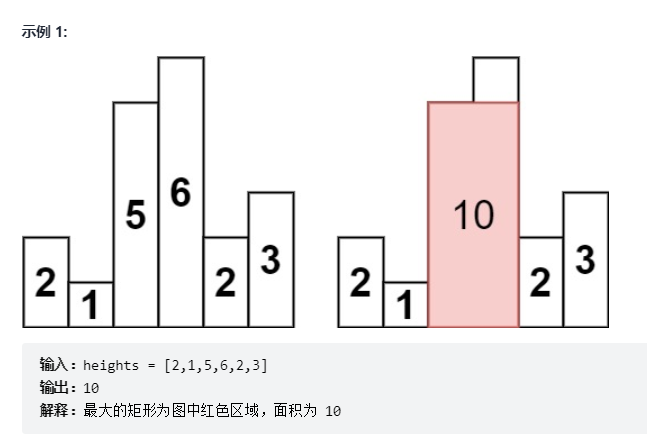 示例 1:
2
1
5
6
2
3
2
1
10
2
3
输入：heights = [2,1,5,6,2,3]
输出：10
解释：最大的矩形为图中红色区域，面积为 10